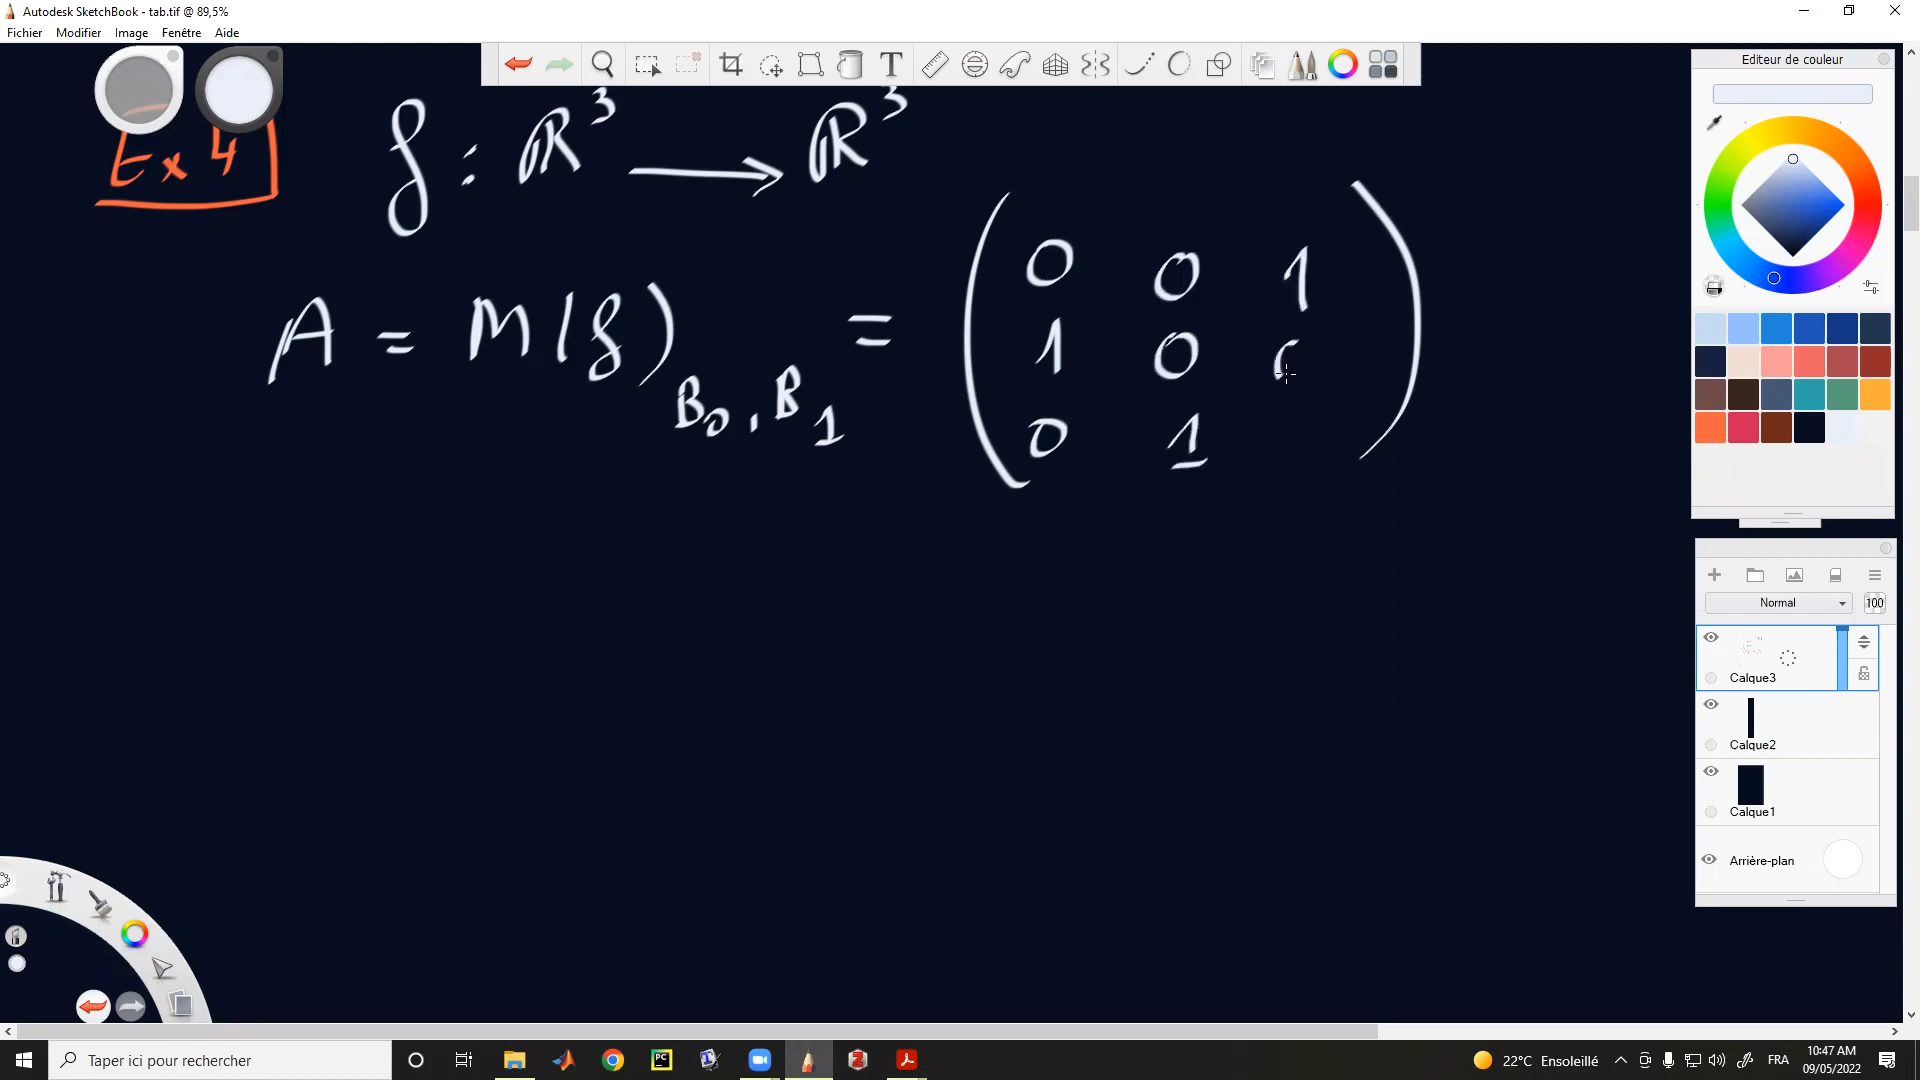 Autodesk SketchBook - tab.tif @ 89,5%
Fichier Modifier Image Fenêtre Aide
Editeur de couleur
Ex 4
f : ℝ³ ⟶ ℝ³
A = M(f) B₀, B₁ =
0 0 1
1 0
0 1
Normal 100
Calque3
Calque2
Calque1
Arrière-plan
Taper ici pour rechercher
PC
22°C Ensoleillé
FRA
10:47 AM
09/05/2022